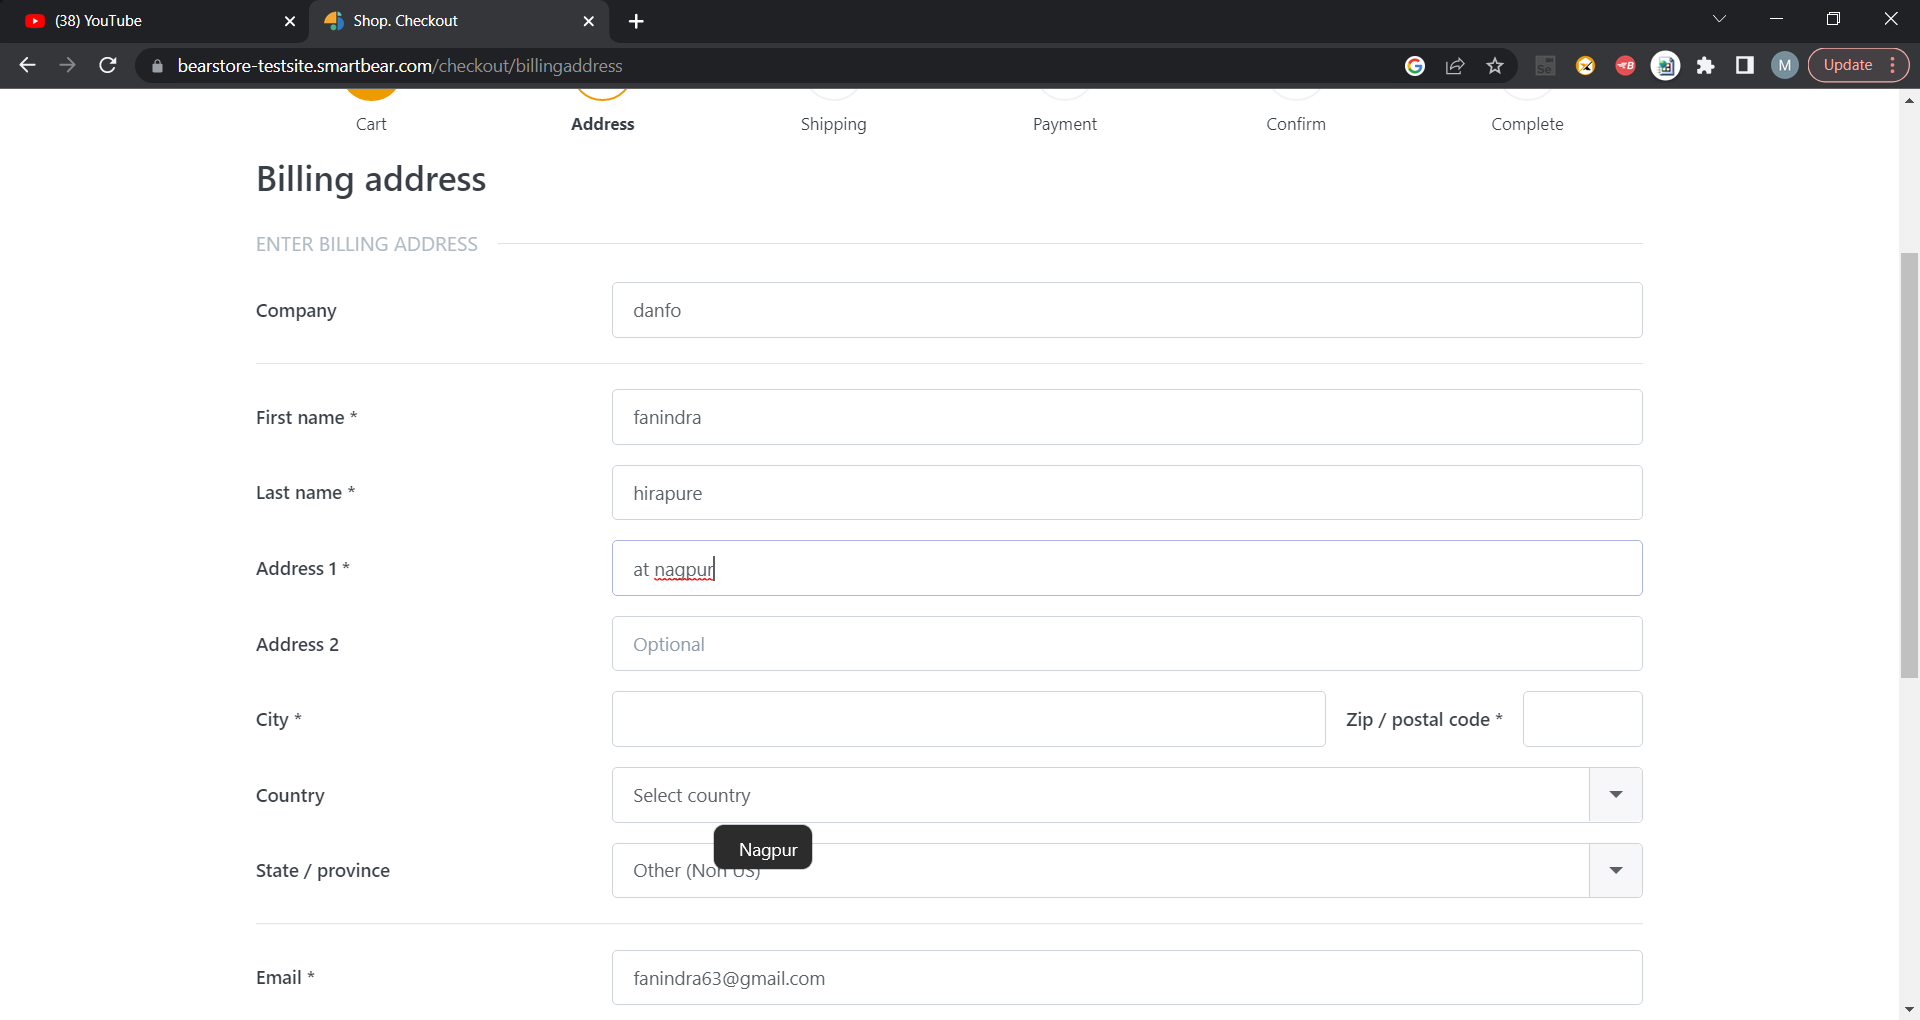 (38) YouTube
Shop. Checkout
bearstore-testsite.smartbear.com/checkout/billingaddress
Se
B
M
Update
Cart
Address
Shipping
Payment
Confirm
Complete
Billing address
ENTER BILLING ADDRESS
Company
danfo
First name *
fanindra
Last name *
hirapure
Address 1 *
at nagpur
Address 2
Optional
City *
Zip / postal code *
Country
Select country
Nagpur
State / province
Other (Non US)
Email *
fanindra63@gmail.com